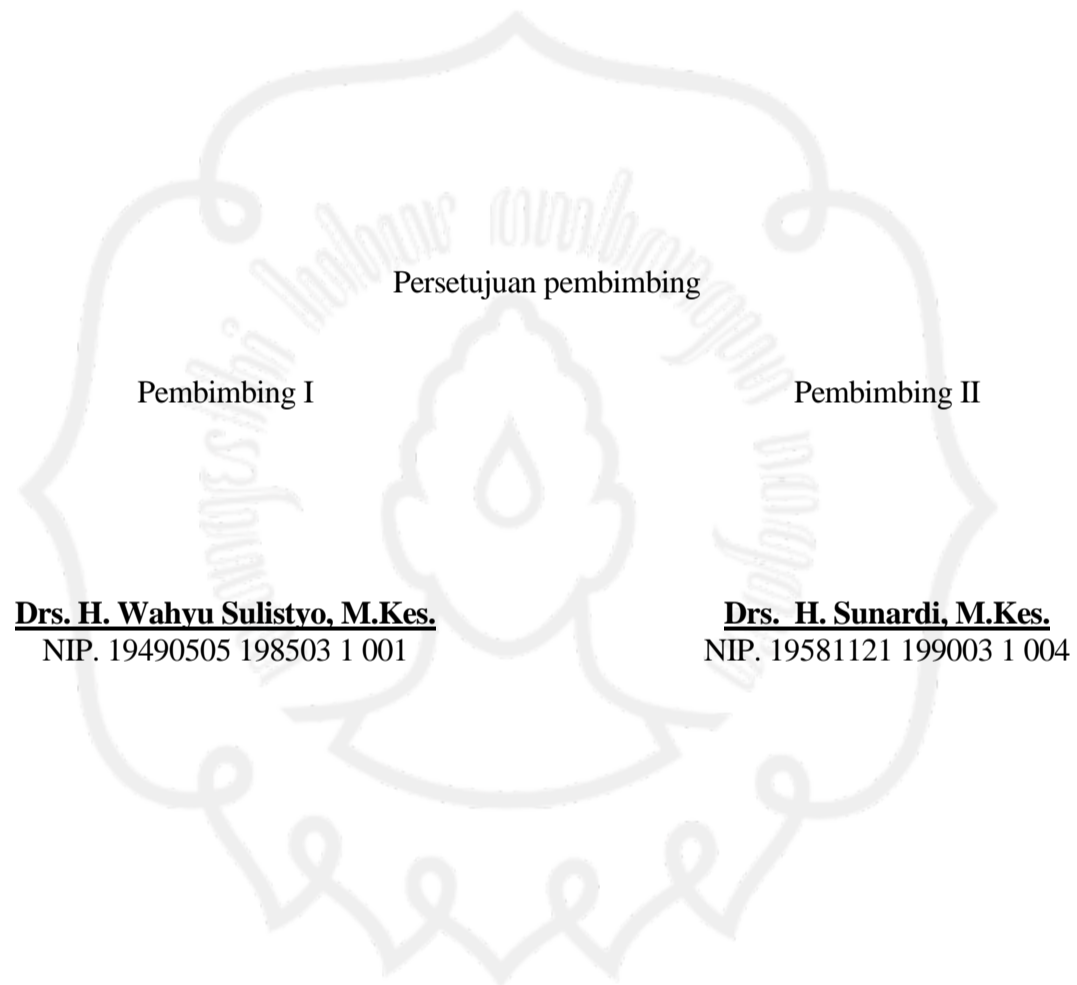 Persetujuan pembimbing
Pembimbing I Pembimbing II
Drs. H. Wahyu Sulistyo, M.Kes. Drs. H. Sunardi, M.Kes.
NIP. 19490505 198503 1 001 NIP. 19581121 199003 1 004